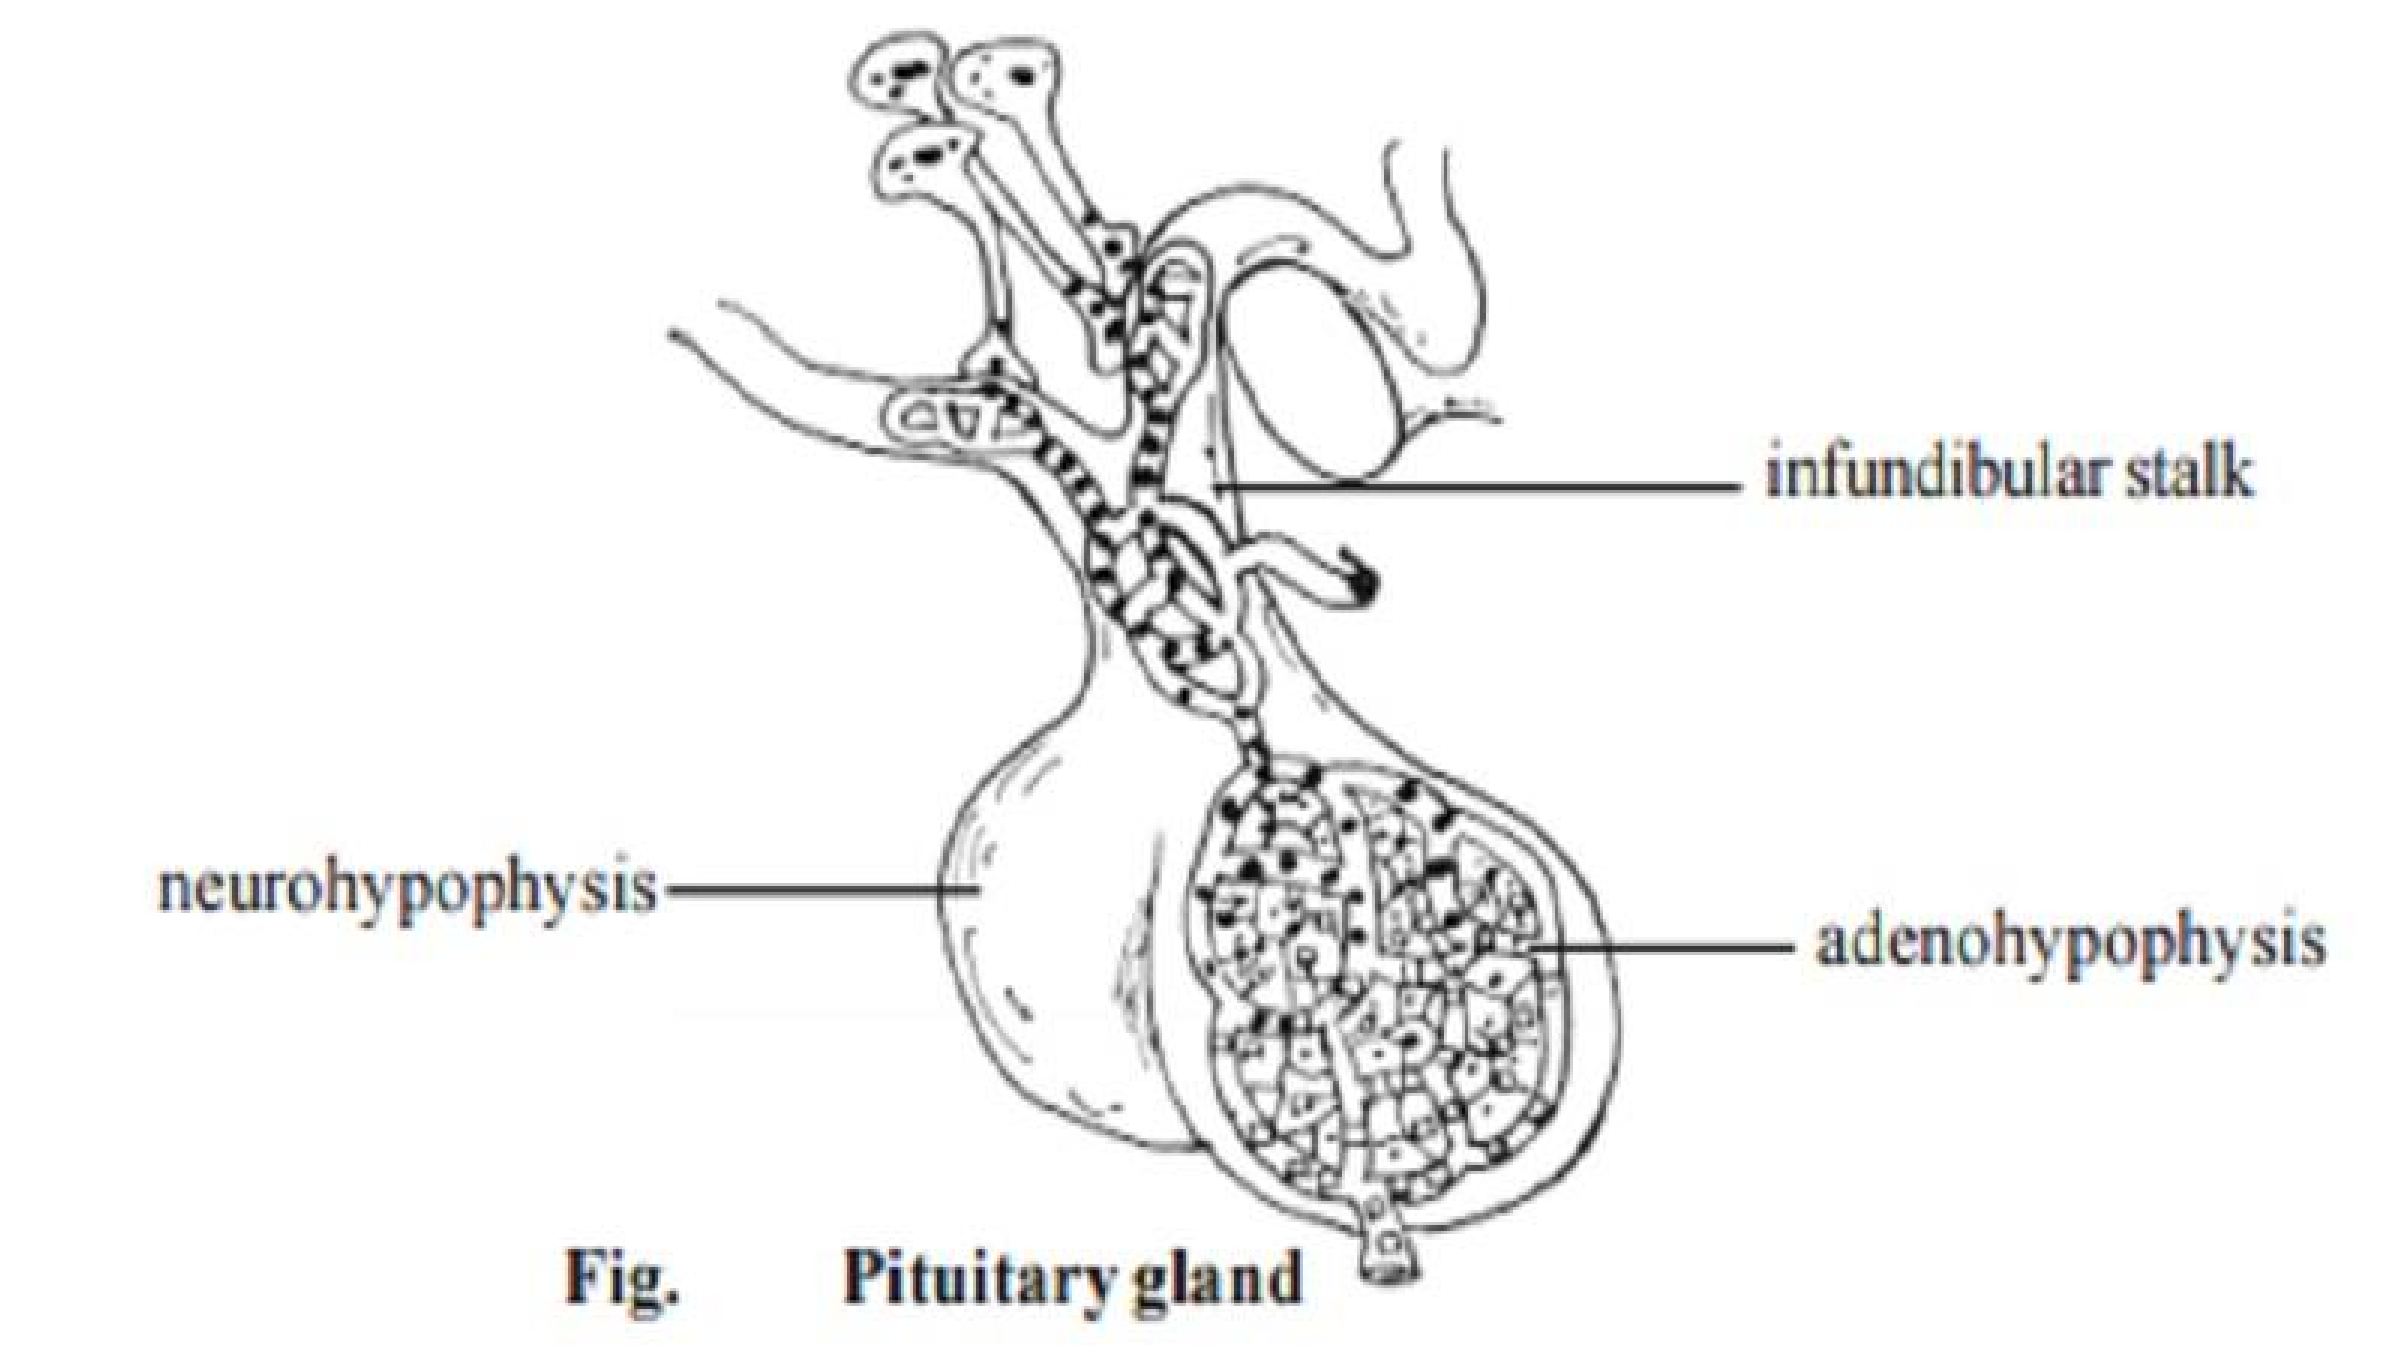 infundibular stalk
neurohypophysis
adenohypophysis
Fig. Pituitary gland